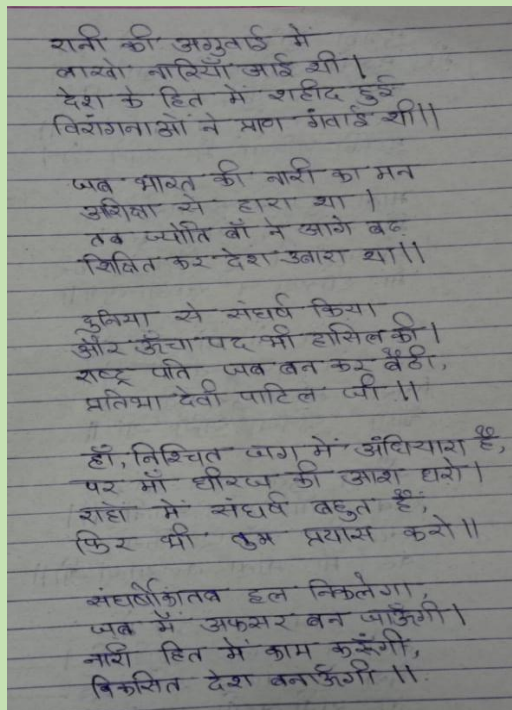 रानी की अगुवाई में
लाखो नारियाँ आई थी।
देश के हित में शहीद हुई
विरांगनाओं ने प्राण गंवाई थी॥
जब भारत की नारी का मन
अशिक्षा से हारा था।
तब ज्योति बाँ ने आगे बढ़
शिक्षित कर देश उबारा था॥
दुनिया से संघर्ष किया
और ऊँचा पद भी हासिल की।
राष्ट्र पति जब बन कर बैठी,
प्रतिभा देवी पाटिल जी॥
हाँ, निश्चित जग में अंधियारा है,
पर माँ धीरज की आश धरो।
राहो में संघर्ष बहुत है,
फिर भी तुम प्रयास करो॥
संघर्षोंकातब हल निकलेगा,
जब मैं अफसर बन जाऊँगी।
नारी हित में काम करूँगी,
विकसित देश बनाऊँगी॥